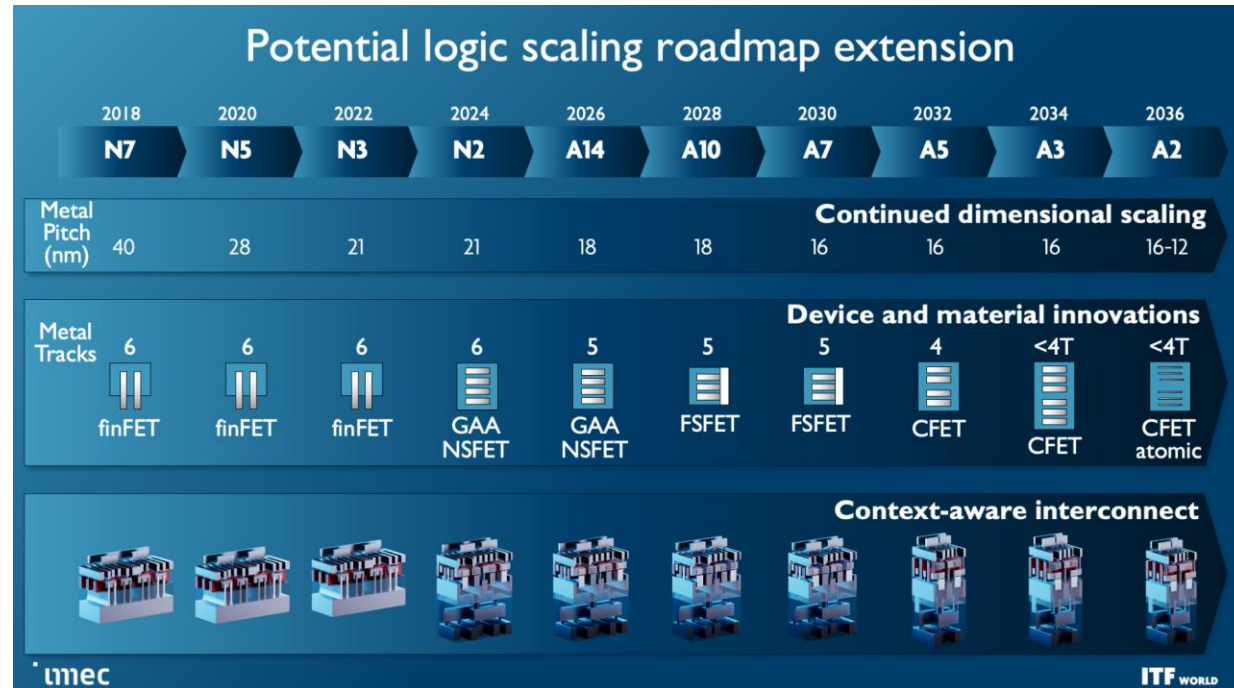 Potential logic scaling roadmap extension
2018 2020 2022 2024 2026 2028 2030 2032 2034 2036
N7 N5 N3 N2 A14 A10 A7 A5 A3 A2
Continued dimensional scaling
Metal
Pitch
(nm)
40 28 21 21 18 18 16 16 16 16-12
Device and material innovations
Metal
Tracks
6 6 6 6 5 5 5 4 <4T <4T
finFET finFET finFET GAA NSFET GAA NSFET FSFET FSFET CFET CFET CFET atomic
Context-aware interconnect
imec
ITF WORLD